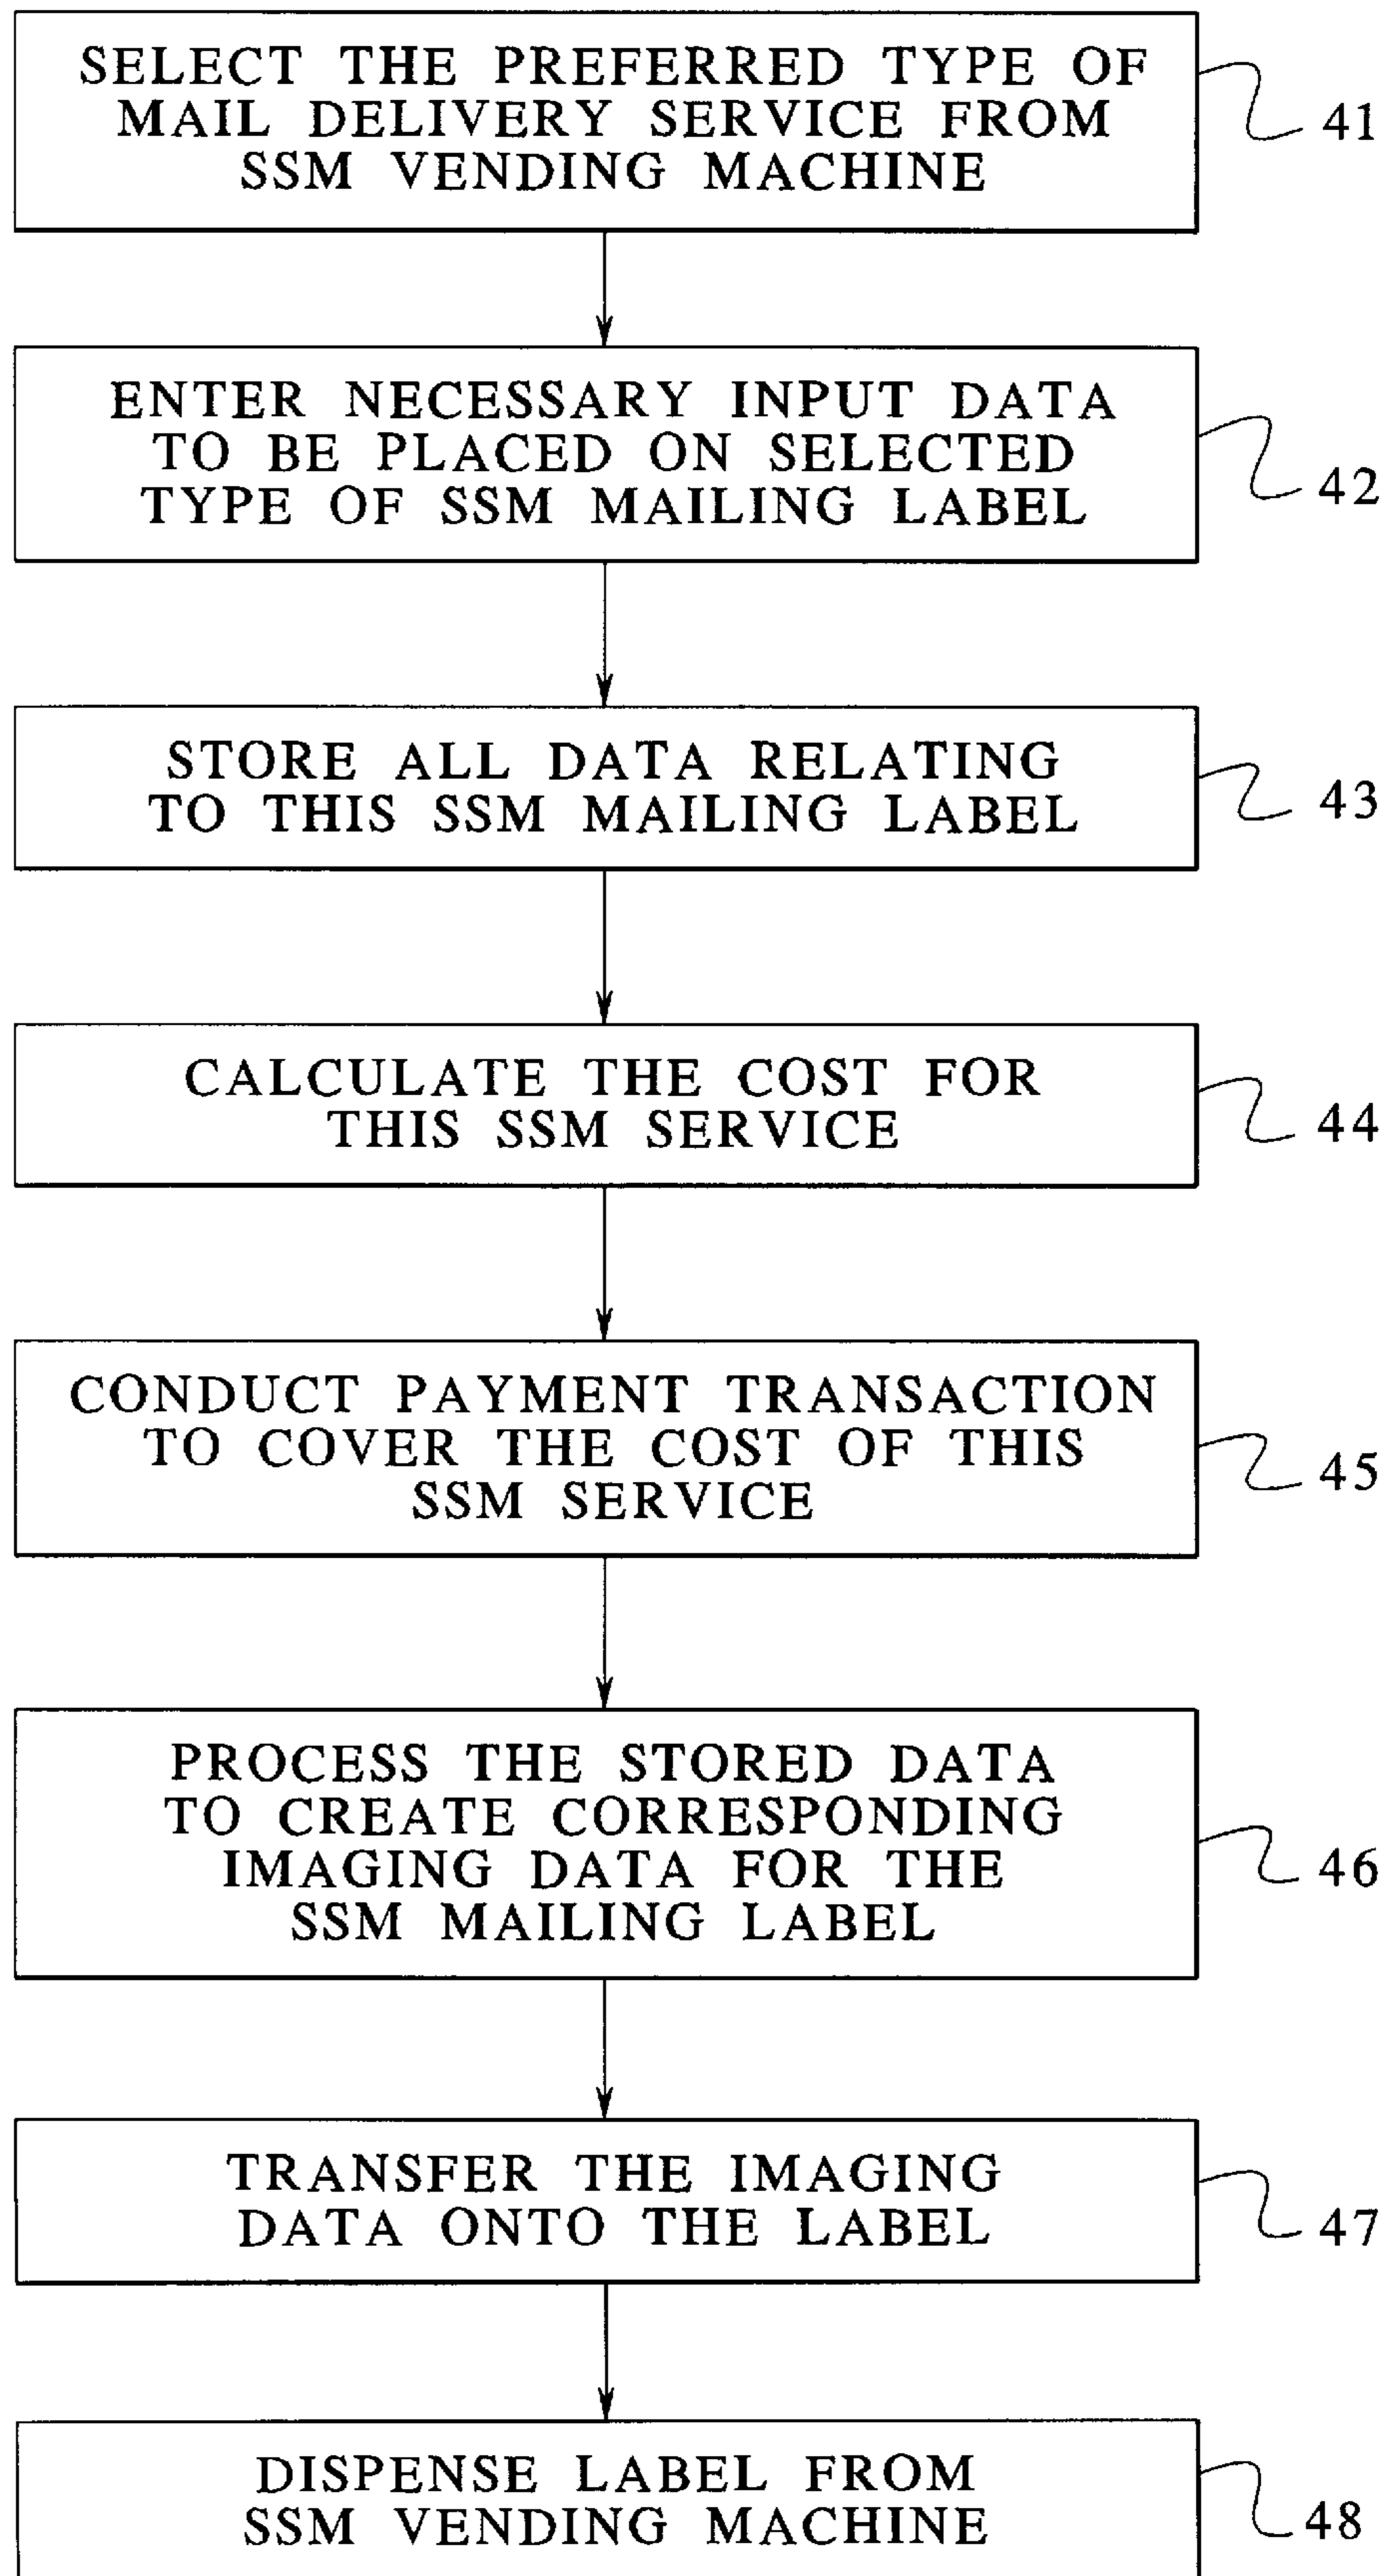 SELECT THE PREFERRED TYPE OF
MAIL DELIVERY SERVICE FROM
SSM VENDING MACHINE
41
ENTER NECESSARY INPUT DATA
TO BE PLACED ON SELECTED
TYPE OF SSM MAILING LABEL
42
STORE ALL DATA RELATING
TO THIS SSM MAILING LABEL
43
CALCULATE THE COST FOR
THIS SSM SERVICE
44
CONDUCT PAYMENT TRANSACTION
TO COVER THE COST OF THIS
SSM SERVICE
45
PROCESS THE STORED DATA
TO CREATE CORRESPONDING
IMAGING DATA FOR THE
SSM MAILING LABEL
46
TRANSFER THE IMAGING
DATA ONTO THE LABEL
47
DISPENSE LABEL FROM
SSM VENDING MACHINE
48